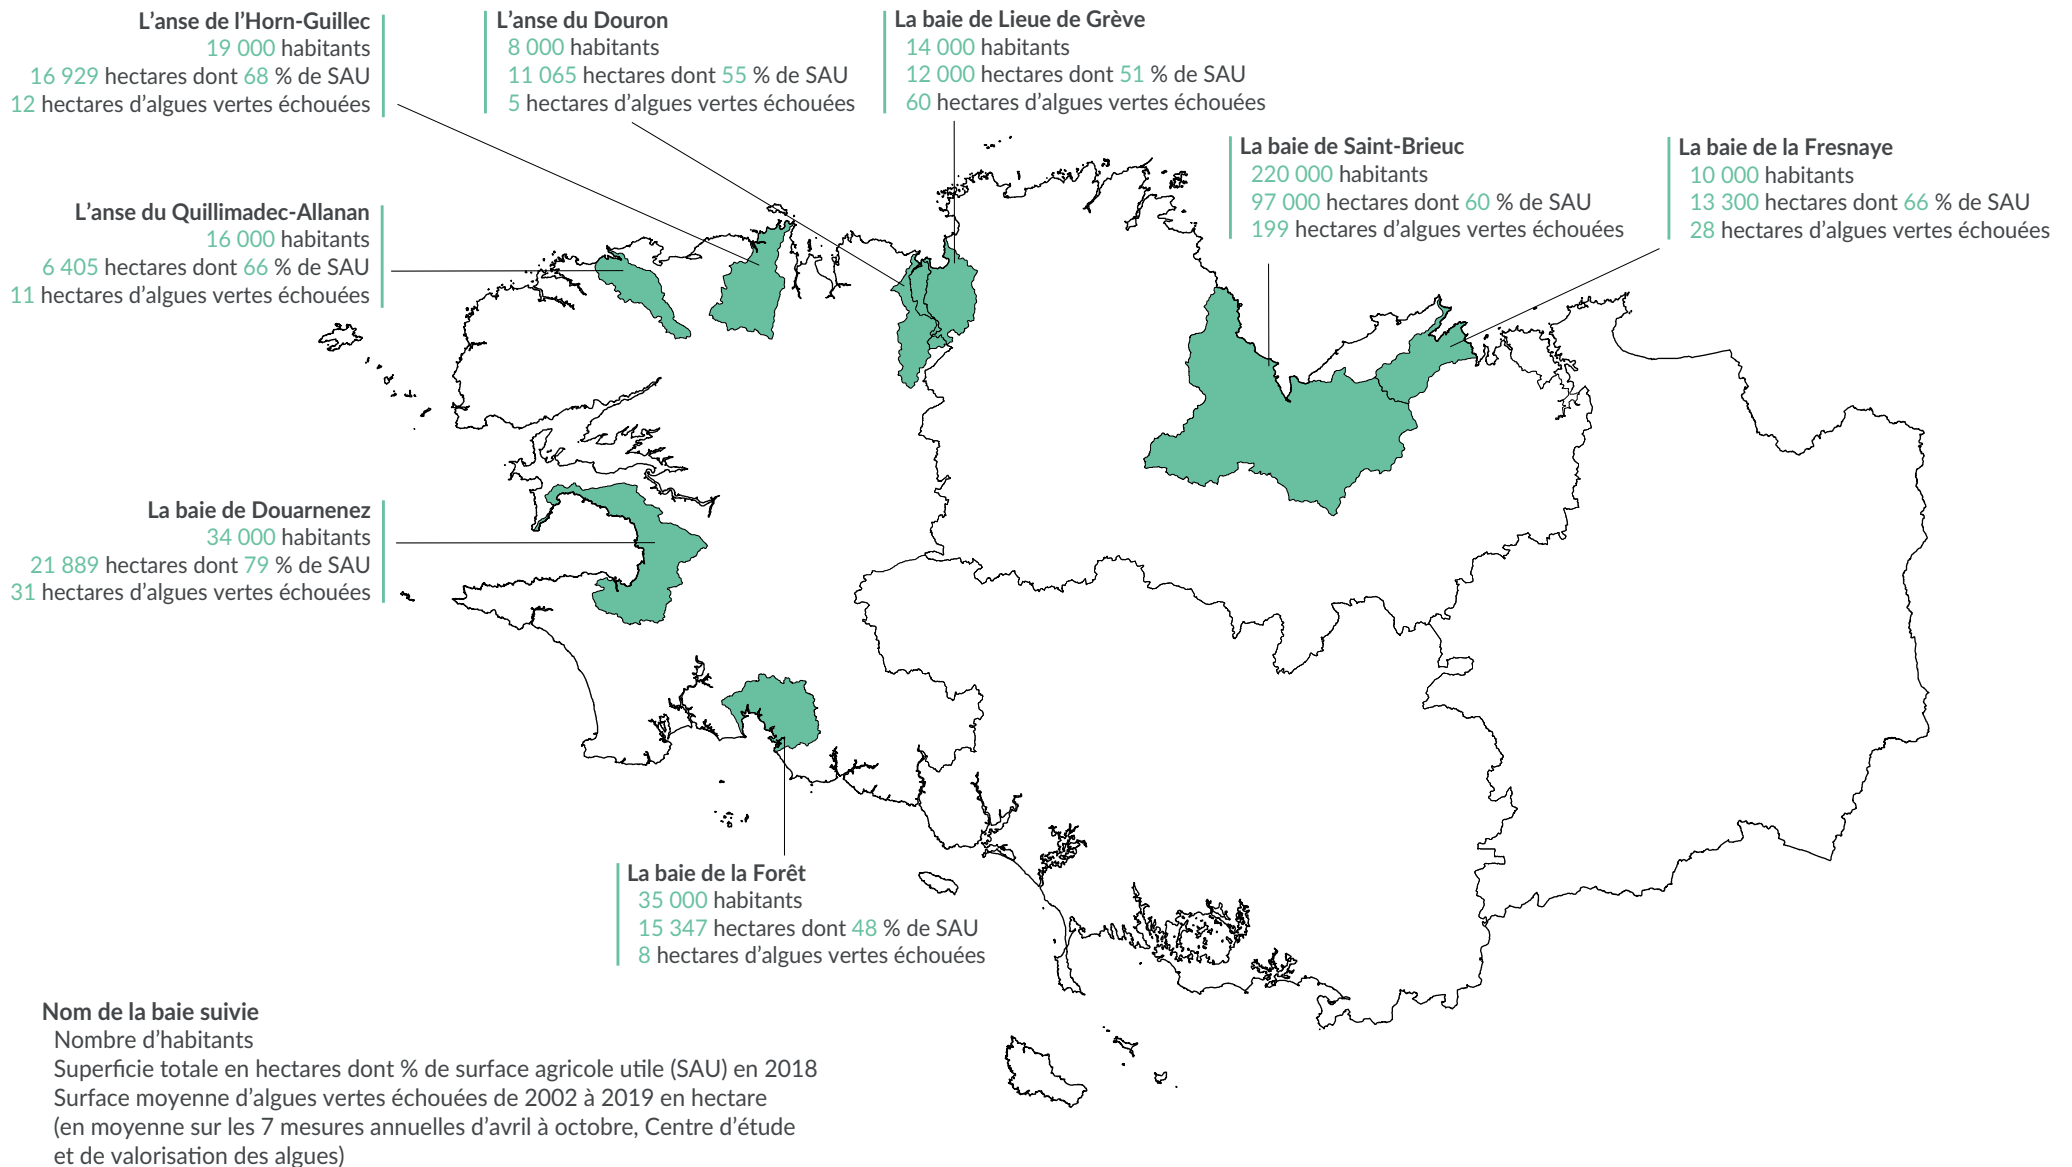 L’anse de l’Horn-Guillec
19 000 habitants
16 929 hectares dont 68 % de SAU
12 hectares d’algues vertes échouées
L’anse du Douron
8 000 habitants
11 065 hectares dont 55 % de SAU
5 hectares d’algues vertes échouées
La baie de Lieue de Grève
14 000 habitants
12 000 hectares dont 51 % de SAU
60 hectares d’algues vertes échouées
La baie de Saint-Brieuc
220 000 habitants
97 000 hectares dont 60 % de SAU
199 hectares d’algues vertes échouées
La baie de la Fresnaye
10 000 habitants
13 300 hectares dont 66 % de SAU
28 hectares d’algues vertes échouées
L’anse du Quillimadec-Allanan
16 000 habitants
6 405 hectares dont 66 % de SAU
11 hectares d’algues vertes échouées
La baie de Douarnenez
34 000 habitants
21 889 hectares dont 79 % de SAU
31 hectares d’algues vertes échouées
La baie de la Forêt
35 000 habitants
15 347 hectares dont 48 % de SAU
8 hectares d’algues vertes échouées
Nom de la baie suivie
Nombre d’habitants
Superficie totale en hectares dont % de surface agricole utile (SAU) en 2018
Surface moyenne d’algues vertes échouées de 2002 à 2019 en hectare
(en moyenne sur les 7 mesures annuelles d’avril à octobre, Centre d’étude
et de valorisation des algues)